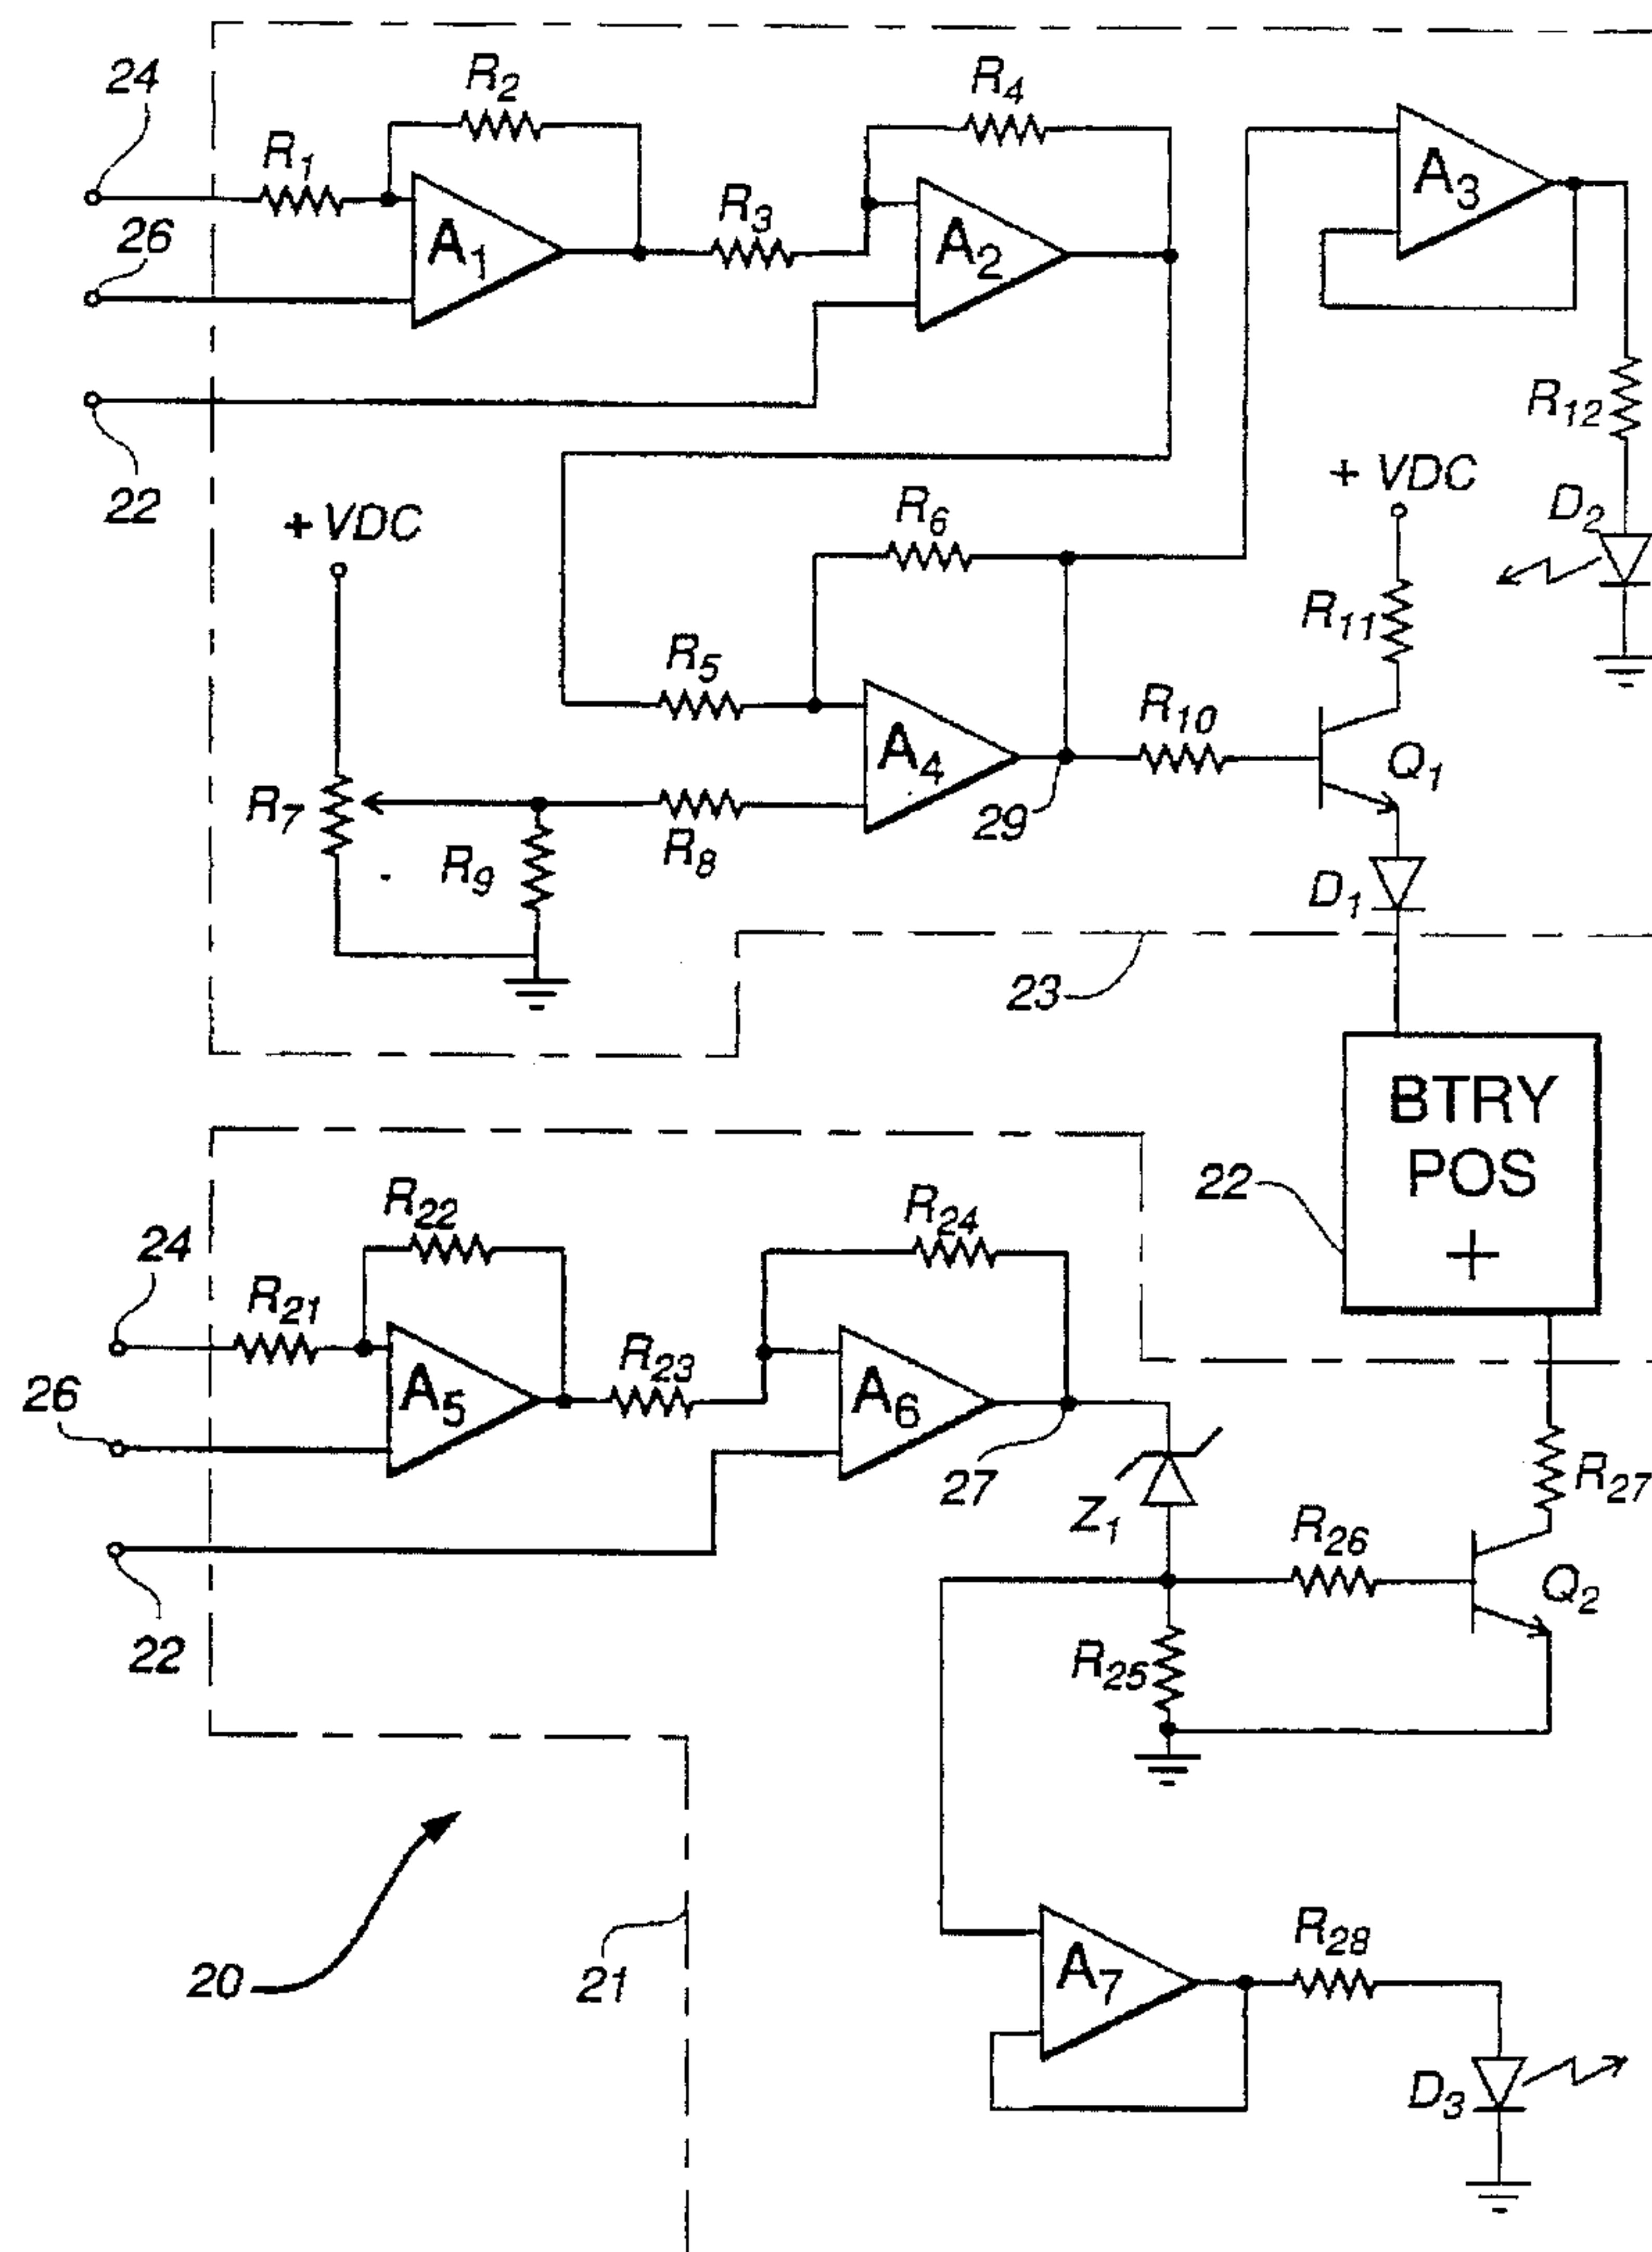 24
R2
R4
R1
A3
26
R3
A1
A2
R12
22
+ VDC
+ VDC
R6
D2
R11
R5
R10
A4
Q1
R7
29
R8
R9
D1
23
BTRY
POS
+
22
R22
R24
24
R21
R23
26
A5
A6
R27
27
Z1
R26
Q2
22
R25
R28
A7
20
21
D3